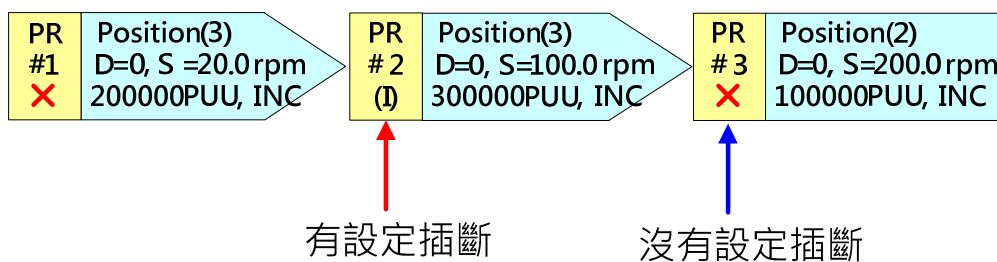 PR
#1
Position(3)
D=0, S =20.0 rpm
200000PUU, INC
PR
#2
(I)
Position(3)
D=0, S=100.0 rpm
300000PUU, INC
PR
#3
Position(2)
D=0, S=200.0 rpm
100000PUU, INC
有設定插斷
沒有設定插斷